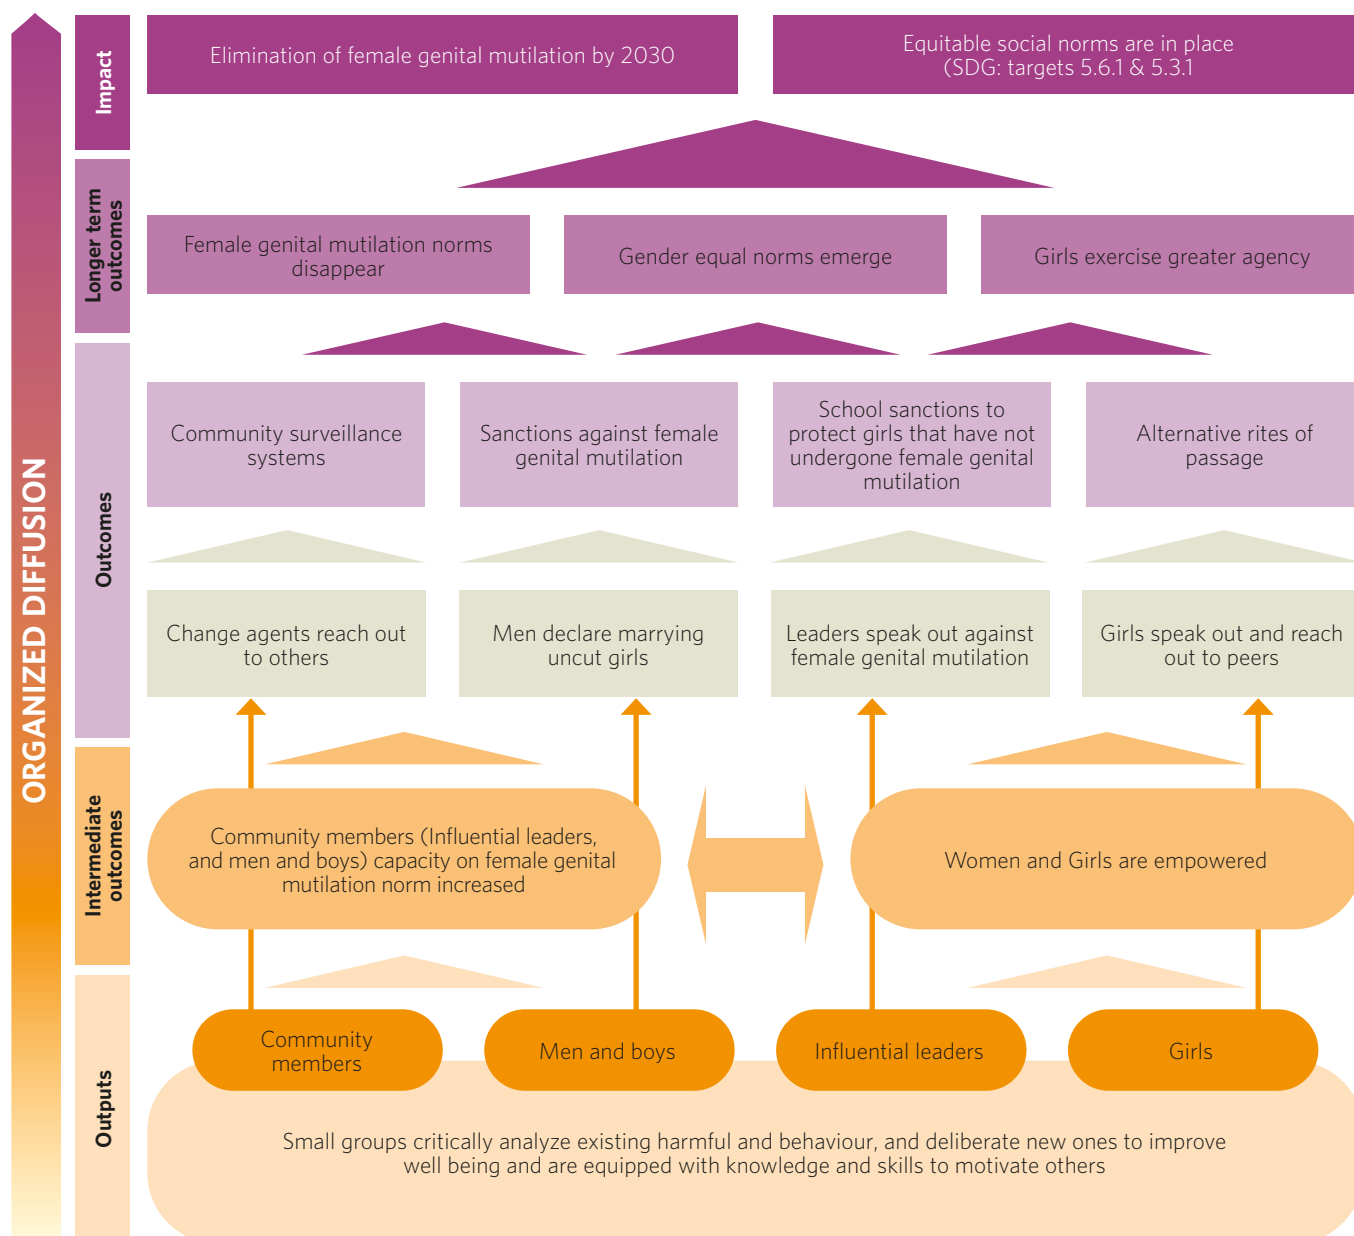 ORGANIZED DIFFUSION
Impact
Elimination of female genital mutilation by 2030
Equitable social norms are in place
(SDG: targets 5.6.1 & 5.3.1
Longer term
outcomes
Female genital mutilation norms
disappear
Gender equal norms emerge
Girls exercise greater agency
Outcomes
Community surveillance
systems
Sanctions against female
genital mutilation
School sanctions to
protect girls that have not
undergone female genital
mutilation
Alternative rites of
passage
Change agents reach out
to others
Men declare marrying
uncut girls
Leaders speak out against
female genital mutilation
Girls speak out and reach
out to peers
Intermediate
outcomes
Community members (Influential leaders,
and men and boys) capacity on female genital
mutilation norm increased
Women and Girls are empowered
Outputs
Community
members
Men and boys
Influential leaders
Girls
Small groups critically analyze existing harmful and behaviour, and deliberate new ones to improve
well being and are equipped with knowledge and skills to motivate others